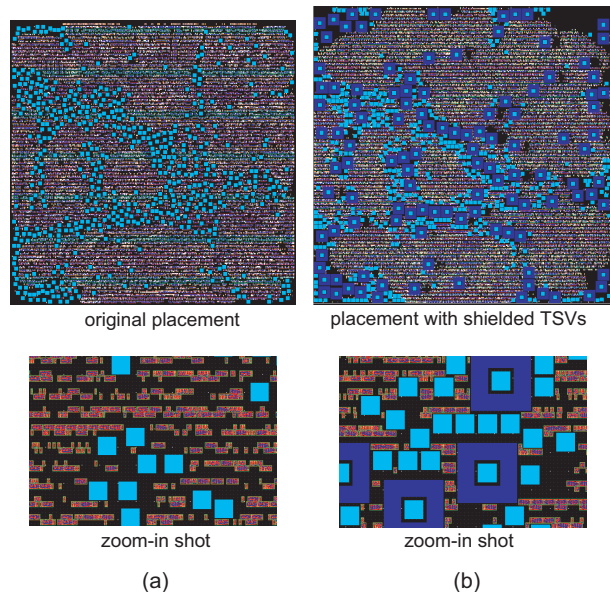 original placement
placement with shielded TSVs
zoom-in shot
zoom-in shot
(a)
(b)